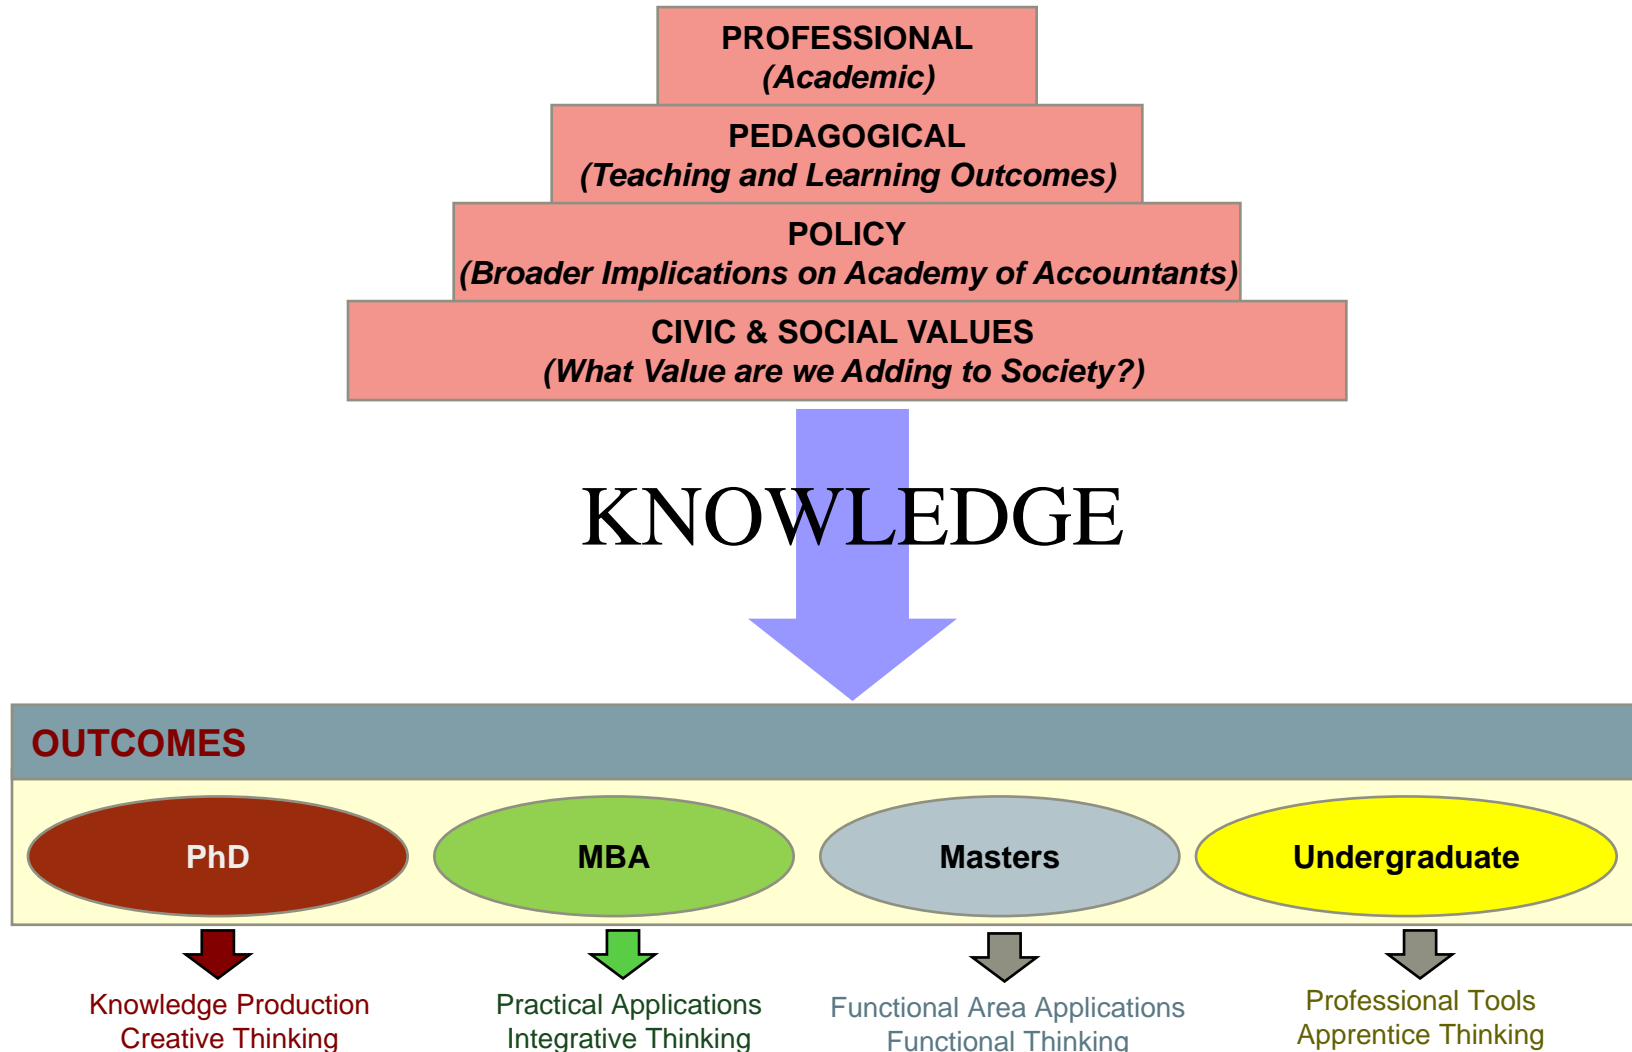 PROFESSIONAL
(Academic)
PEDAGOGICAL
(Teaching and Learning Outcomes)
POLICY
(Broader Implications on Academy of Accountants)
CIVIC & SOCIAL VALUES
(What Value are we Adding to Society?)
KNOWLEDGE
OUTCOMES
PhD
MBA
Masters
Undergraduate
Knowledge Production
Creative Thinking
Practical Applications
Integrative Thinking
Functional Area Applications
Functional Thinking
Professional Tools
Apprentice Thinking